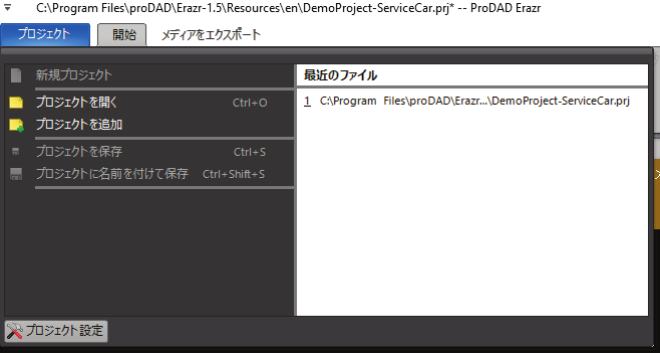 C:\Program Files\proDAD\Erazr-1.5\Resources\en\DemoProject-ServiceCar.prj* -- ProDAD Erazr
プロジェクト 開始 メディアをエクスポート
新規プロジェクト
プロジェクトを開く Ctrl+O
プロジェクトを追加
プロジェクトを保存 Ctrl+S
プロジェクトに名前を付けて保存 Ctrl+Shift+S
最近のファイル
1 C:\Program Files\proDAD\Erazr...\DemoProject-ServiceCar.prj
プロジェクト設定